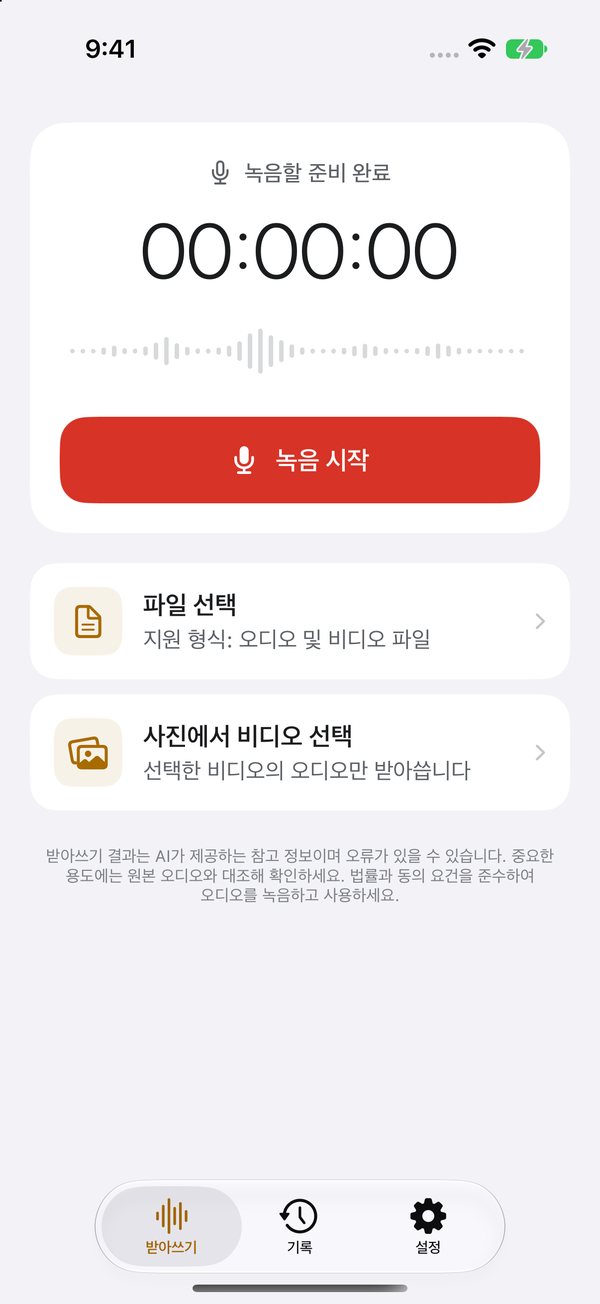 9:41
녹음할 준비 완료
00:00:00
녹음 시작
파일 선택
지원 형식: 오디오 및 비디오 파일
사진에서 비디오 선택
선택한 비디오의 오디오만 받아씁니다
받아쓰기 결과는 AI가 제공하는 참고 정보이며 오류가 있을 수 있습니다. 중요한
용도에는 원본 오디오와 대조해 확인하세요. 법률과 동의 요건을 준수하여
오디오를 녹음하고 사용하세요.
받아쓰기
기록
설정